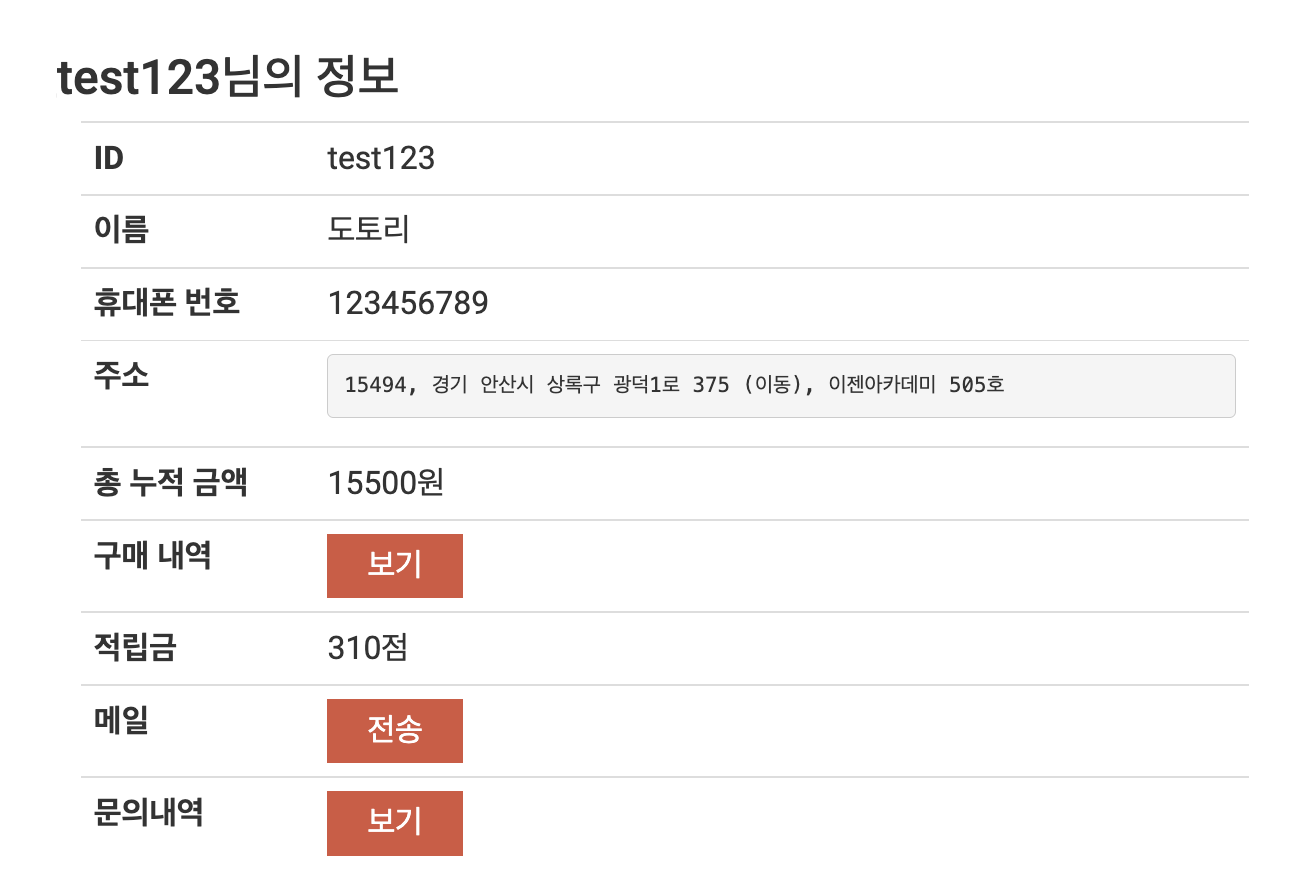 test123님의 정보
ID test123
이름 도토리
휴대폰 번호 123456789
주소 15494, 경기 안산시 상록구 광덕1로 375 (이동), 이젠아카데미 505호
총 누적 금액 15500원
구매 내역 보기
적립금 310점
메일 전송
문의내역 보기